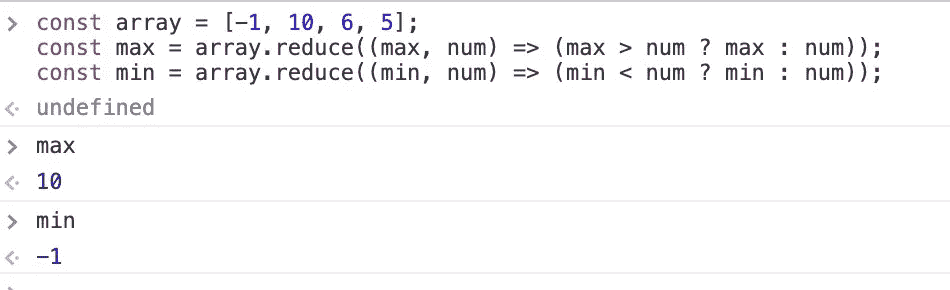 > const array = [-1, 10, 6, 5];
const max = array.reduce((max, num) => (max > num ? max : num));
const min = array.reduce((min, num) => (min < num ? min : num));
<· undefined
> max
<· 10
> min
<· -1